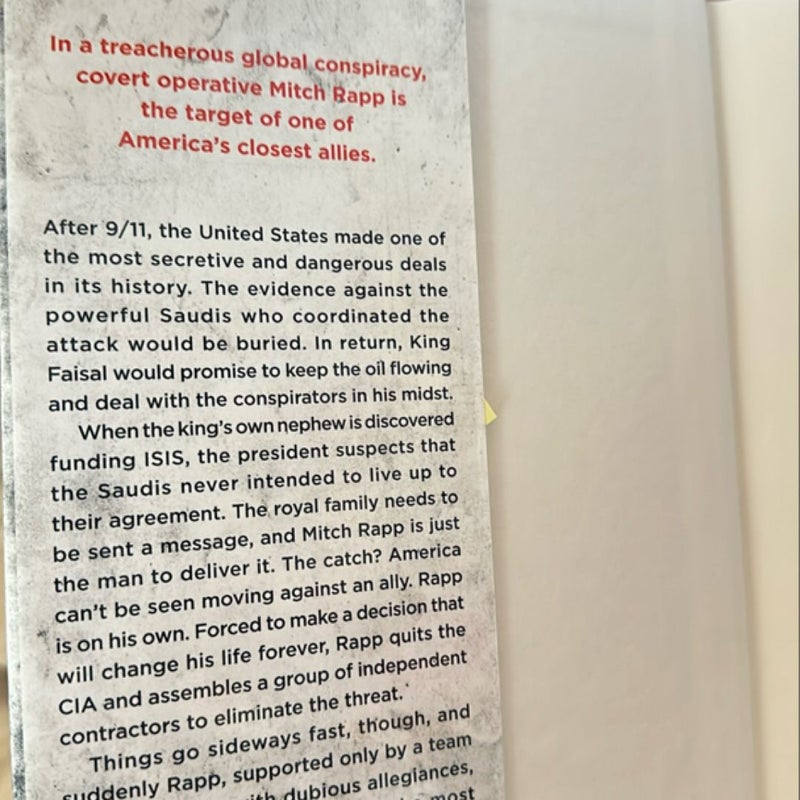 In a treacherous global conspiracy,
covert operative Mitch Rapp is
the target of one of
America's closest allies.
After 9/11, the United States made one of
the most secretive and dangerous deals
in its history. The evidence against the
powerful Saudis who coordinated the
attack would be buried. In return, King
Faisal would promise to keep the oil flowing
and deal with the conspirators in his midst.
When the king's own nephew is discovered
funding ISIS, the president suspects that
the Saudis never intended to live up to
their agreement. The royal family needs to
be sent a message, and Mitch Rapp is just
the man to deliver it. The catch? America
can't be seen moving against an ally. Rapp
is on his own. Forced to make a decision that
will change his life forever, Rapp quits the
CIA and assembles a group of independent
contractors to eliminate the threat.
Things go sideways fast, though, and
suddenly Rapp, supported only by a team
dubious allegiances,
most